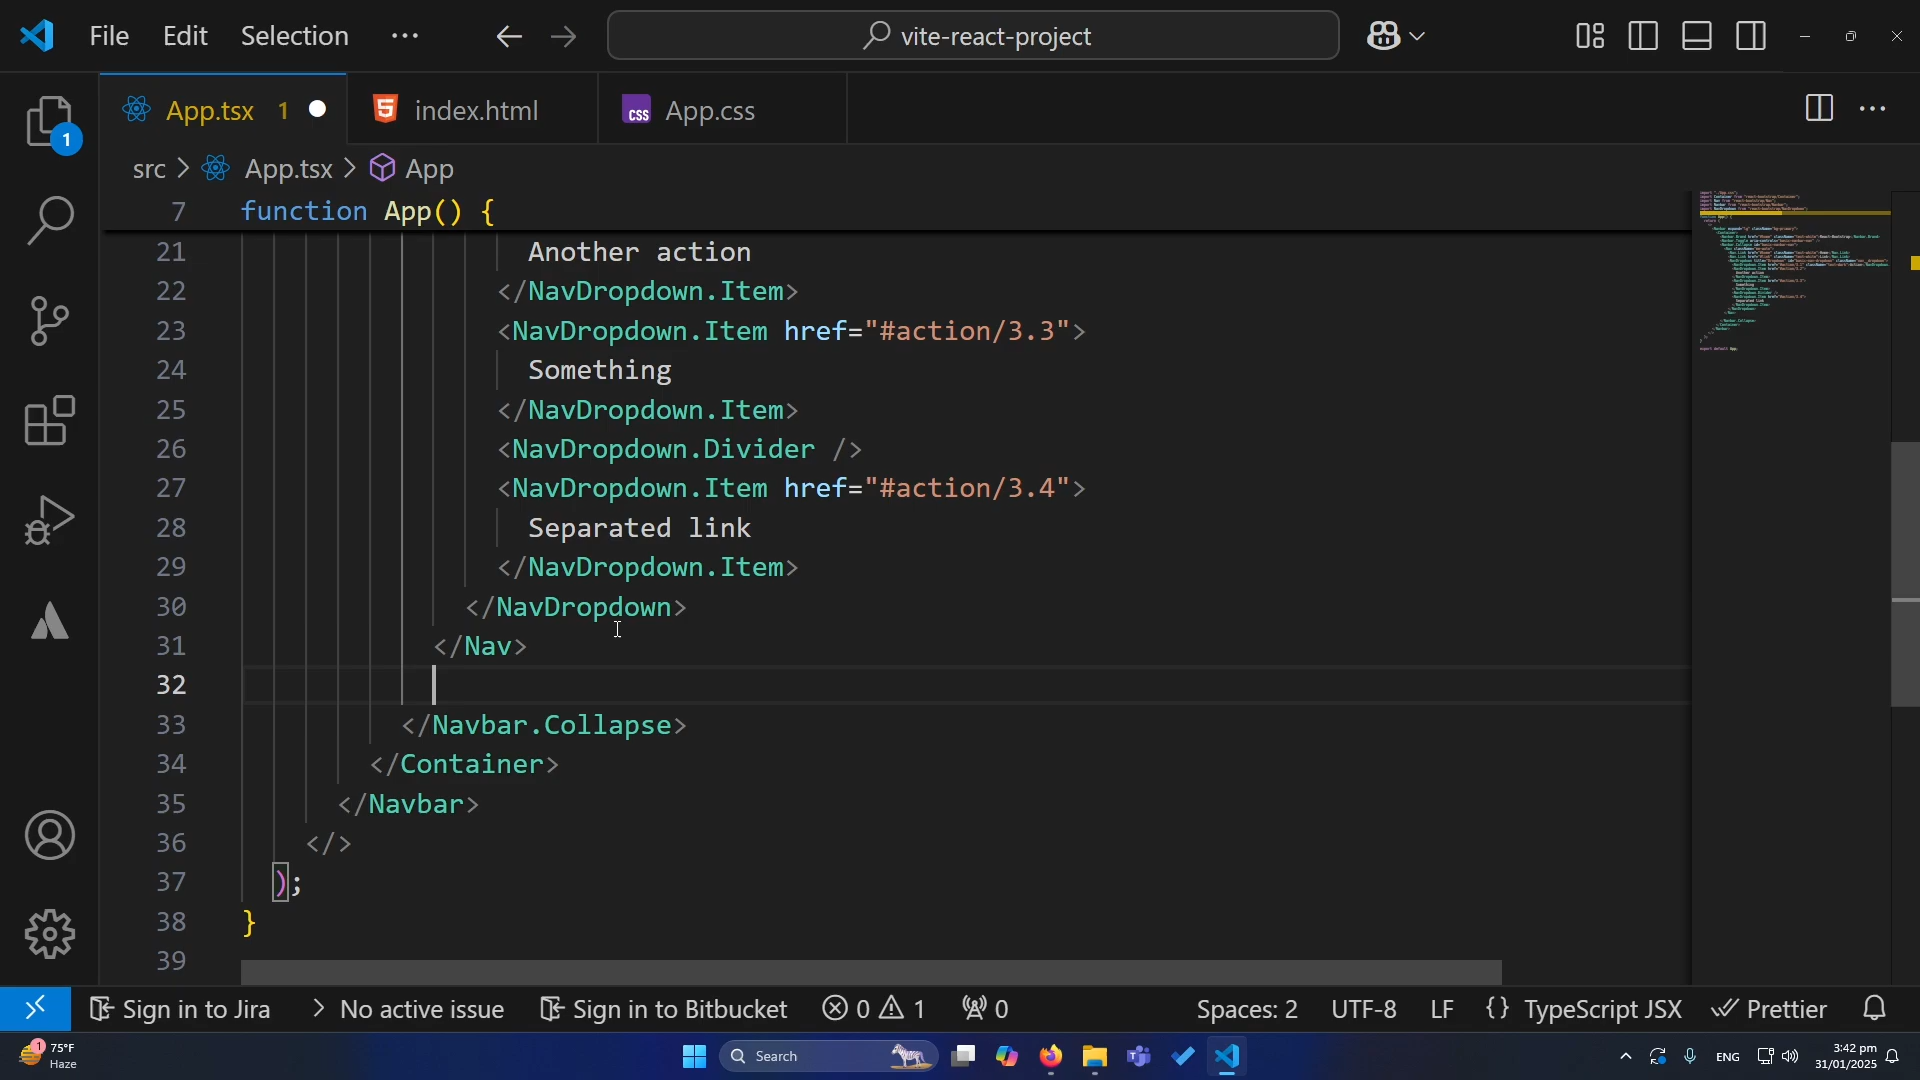 File Edit Selection ··· vite-react-project
App.tsx 1 index.html App.css
1
src > App.tsx > App
7 function App() {
21 Another action
22 </NavDropdown.Item>
23 <NavDropdown.Item href="#action/3.3">
24 Something
25 </NavDropdown.Item>
26 <NavDropdown.Divider />
27 <NavDropdown.Item href="#action/3.4">
28 Separated link
29 </NavDropdown.Item>
30 </NavDropdown>
31 </Nav>
32
33 </Navbar.Collapse>
34 </Container>
35 </Navbar>
36 </>
37 );
38 }
39
Sign in to Jira > No active issue Sign in to Bitbucket 0 1 0 Spaces: 2 UTF-8 LF {} TypeScript JSX Prettier
1 75°F Search ENG 3:42 pm
Haze 31/01/2025